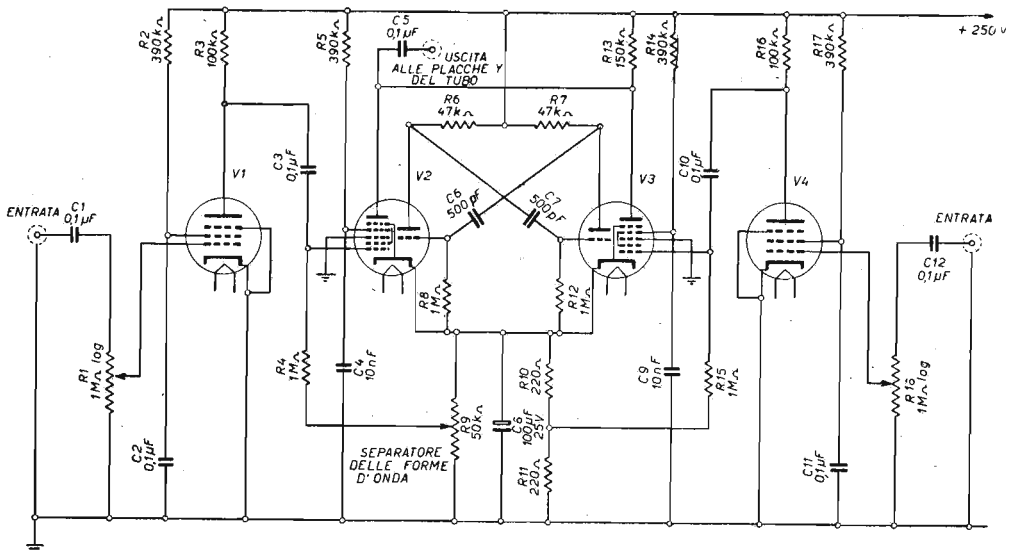 R2
390kΩ
R3
100kΩ
R5
390kΩ
C5
0,1µF
USCITA
ALLE PLACCHE Y
DEL TUBO
R13
150kΩ
R14
390kΩ
R16
100kΩ
R17
390kΩ
+250V
R6
47kΩ
R7
47kΩ
C3
0,1µF
C10
0,1µF
V1
V2
V3
V4
C6
500pF
C7
500pF
ENTRATA
C1
0,1µF
ENTRATA
C12
0,1µF
R8
1MΩ
R12
1MΩ
R1
1MΩ log
R4
1MΩ
C4
10nF
R9
50kΩ
C6
100µF
25V
R10
220Ω
C9
10nF
R15
1MΩ
R18
1MΩ log
C2
0,1µF
SEPARATORE
DELLE FORME
D'ONDA
R11
220Ω
C11
0,1µF